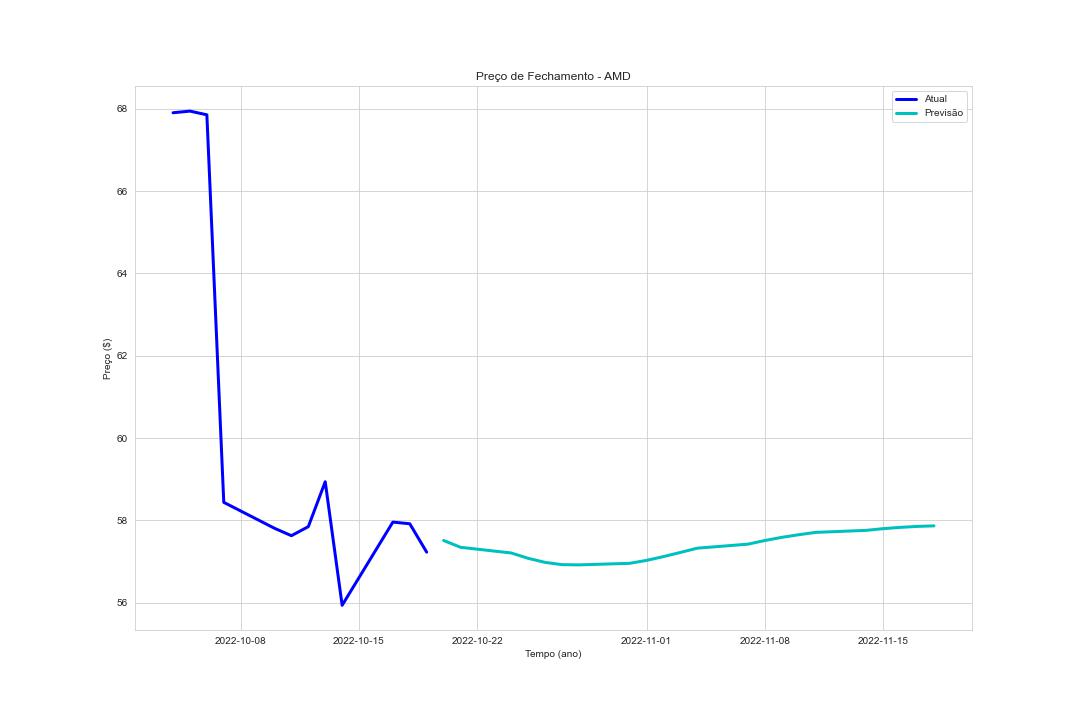 Preço de Fechamento - AMD
Atual
Previsão
68
66
64
62
60
58
56
Preço ($)
2022-10-08
2022-10-15
2022-10-22
2022-11-01
2022-11-08
2022-11-15
Tempo (ano)